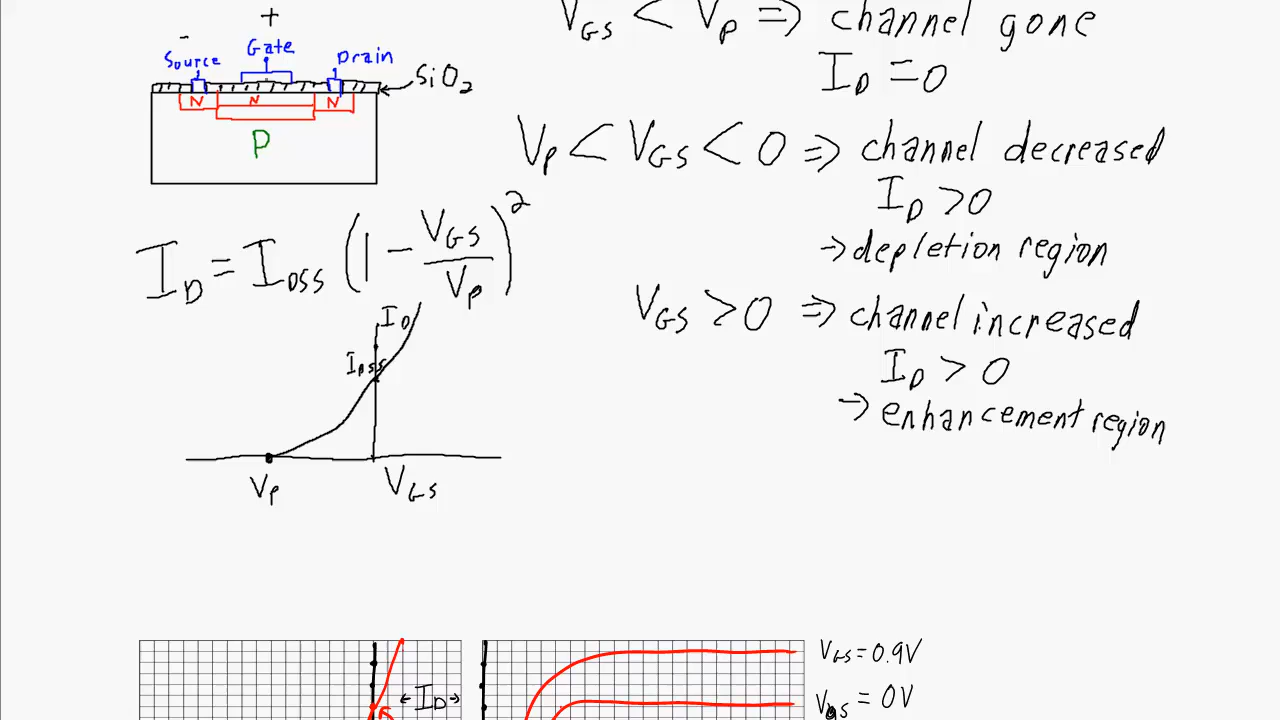 +
-
Source Gate Drain
SiO2
N N N
P
VGS < VP ⇒ channel gone
ID = 0
VP < VGS < 0 ⇒ channel decreased
ID > 0
→ depletion region
VGS ≥ 0 ⇒ channel increased
ID > 0
→ enhancement region
ID = IDSS (1 - VGS/VP)^2
ID
IDSS
VP VGS
ID
VGS = 0.9V
VGS = 0V